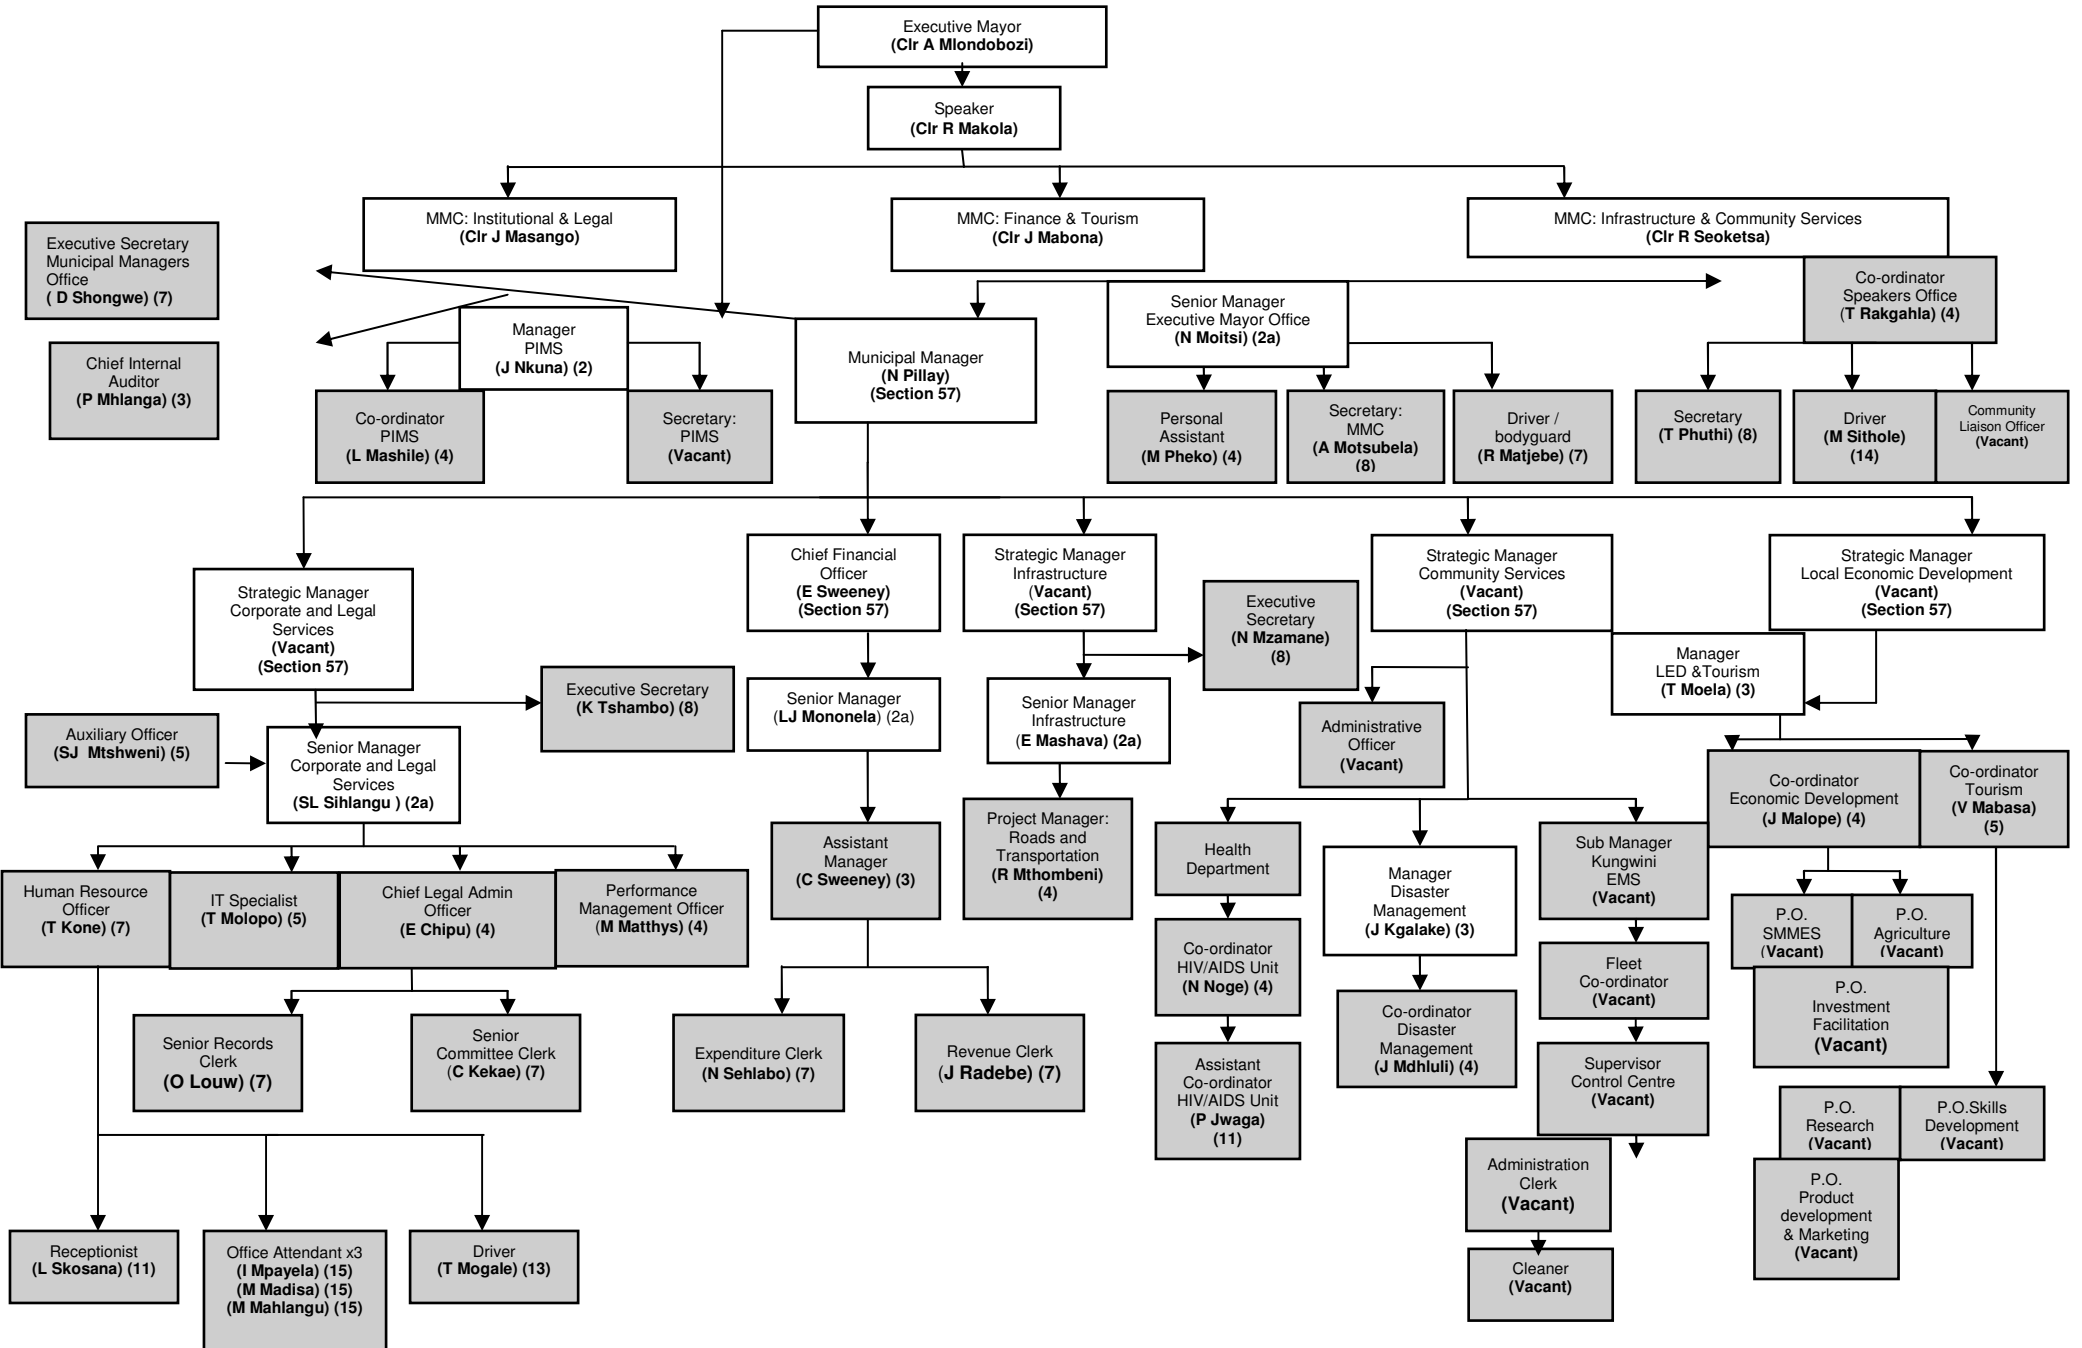 Executive Mayor
(Clr A Mlondobozi)
Speaker
(Clr R Makola)
MMC: Institutional & Legal
(Clr J Masango)
MMC: Finance & Tourism
(Clr J Mabona)
MMC: Infrastructure & Community Services
(Clr R Seoketsa)
Executive Secretary
Municipal Managers
Office
( D Shongwe) (7)
Chief Internal
Auditor
(P Mhlanga) (3)
Manager
PIMS
(J Nkuna) (2)
Municipal Manager
(N Pillay)
(Section 57)
Senior Manager
Executive Mayor Office
(N Moitsi) (2a)
Co-ordinator
Speakers Office
(T Rakgahla) (4)
Co-ordinator
PIMS
(L Mashile) (4)
Secretary:
PIMS
(Vacant)
Personal
Assistant
(M Pheko) (4)
Secretary:
MMC
(A Motsubela)
(8)
Driver /
bodyguard
(R Matjebe) (7)
Secretary
(T Phuthi) (8)
Driver
(M Sithole)
(14)
Community
Liaison Officer
(Vacant)
Strategic Manager
Corporate and Legal
Services
(Vacant)
(Section 57)
Chief Financial
Officer
(E Sweeney)
(Section 57)
Strategic Manager
Infrastructure
(Vacant)
(Section 57)
Strategic Manager
Community Services
(Vacant)
(Section 57)
Strategic Manager
Local Economic Development
(Vacant)
(Section 57)
Executive
Secretary
(N Mzamane)
(8)
Manager
LED &Tourism
(T Moela) (3)
Executive Secretary
(K Tshambo) (8)
Auxiliary Officer
(SJ  Mtshweni) (5)
Senior Manager
Corporate and Legal
Services
(SL Sihlangu ) (2a)
Senior Manager
(LJ Mononela) (2a)
Senior Manager
Infrastructure
(E Mashava) (2a)
Administrative
Officer
(Vacant)
Co-ordinator
Economic Development
(J Malope) (4)
Co-ordinator
Tourism
(V Mabasa)
(5)
Human Resource
Officer
(T Kone) (7)
IT Specialist
(T Molopo) (5)
Chief Legal Admin
Officer
(E Chipu) (4)
Performance
Management Officer
(M Matthys) (4)
Assistant
Manager
(C Sweeney) (3)
Project Manager:
Roads and
Transportation
(R Mthombeni)
(4)
Health
Department
Manager
Disaster
Management
(J Kgalake) (3)
Sub Manager
Kungwini
EMS
(Vacant)
P.O.
SMMES
(Vacant)
P.O.
Agriculture
(Vacant)
Co-ordinator
HIV/AIDS Unit
(N Noge) (4)
Fleet
Co-ordinator
(Vacant)
P.O.
Investment
Facilitation
(Vacant)
Senior Records
Clerk
(O Louw) (7)
Senior
Committee Clerk
(C Kekae) (7)
Expenditure Clerk
(N Sehlabo) (7)
Revenue Clerk
(J Radebe) (7)
Assistant
Co-ordinator
HIV/AIDS Unit
(P Jwaga)
(11)
Co-ordinator
Disaster
Management
(J Mdhluli) (4)
Supervisor
Control Centre
(Vacant)
P.O.
Research
(Vacant)
P.O.Skills
Development
(Vacant)
Administration
Clerk
(Vacant)
P.O.
Product
development
& Marketing
(Vacant)
Receptionist
(L Skosana) (11)
Office Attendant x3
(I Mpayela) (15)
(M Madisa) (15)
(M Mahlangu) (15)
Driver
(T Mogale) (13)
Cleaner
(Vacant)